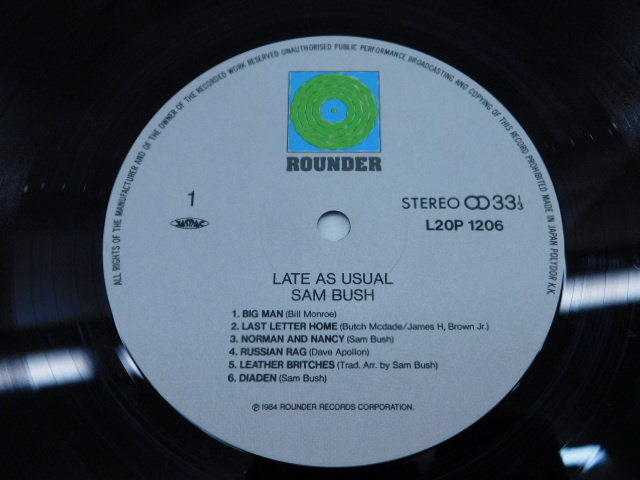 ALL RIGHTS OF THE MANUFACTURER AND OF THE OWNER OF THE RECORDED WORK RESERVED UNAUTHORISED PUBLIC PERFORMANCE BROADCASTING AND COPYING OF THIS RECORD PROHIBITED MADE IN JAPAN POLYDOR K.K.
ROUNDER
1
STEREO 33⅓
L20P 1206
LATE AS USUAL
SAM BUSH
1. BIG MAN (Bill Monroe)
2. LAST LETTER HOME (Butch Mcdade/James H, Brown Jr.)
3. NORMAN AND NANCY (Sam Bush)
4. RUSSIAN RAG (Dave Apollon)
5. LEATHER BRITCHES (Trad. Arr. by Sam Bush)
6. DIADEN (Sam Bush)
℗ 1984 ROUNDER RECORDS CORPORATION.